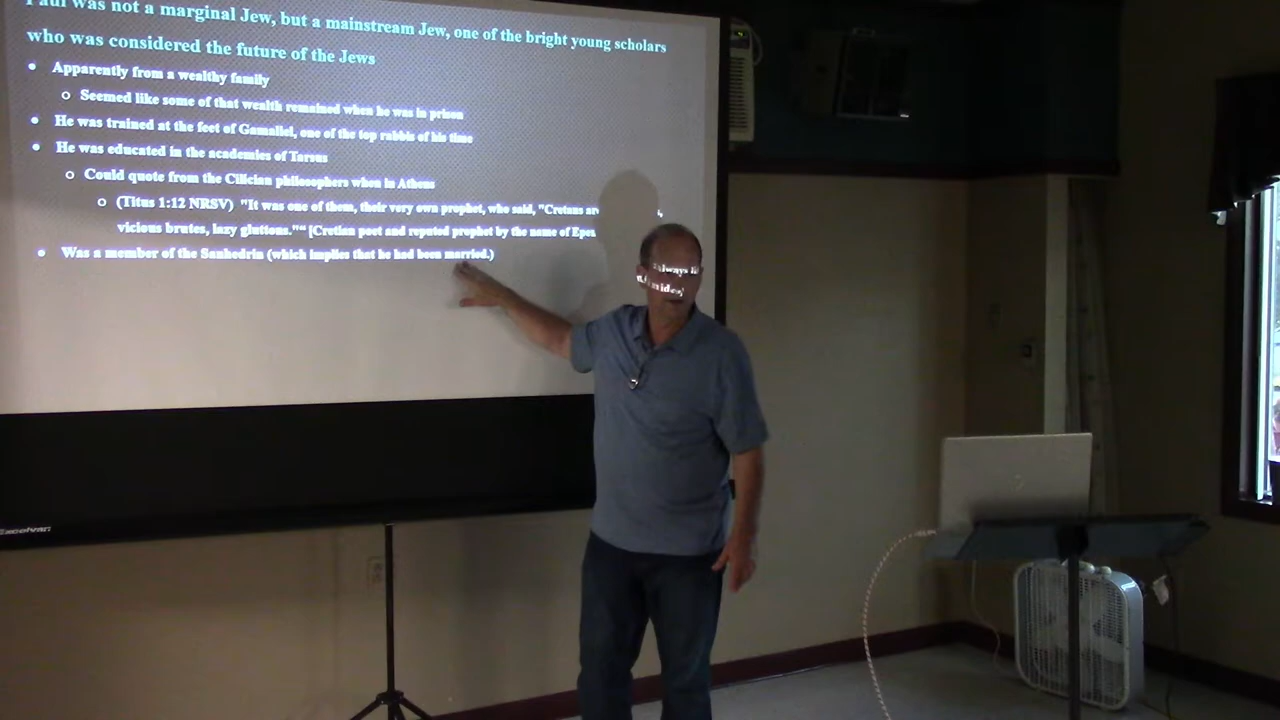 Paul was not a marginal Jew, but a mainstream Jew, one of the bright young scholars
who was considered the future of the Jews
• Apparently from a wealthy family
o Seemed like some of that wealth remained when he was in prison
• He was trained at the feet of Gamaliel, one of the top rabbis of his time
• He was educated in the academies of Tarsus
o Could quote from the Cilician philosophers when in Athens
o (Titus 1:12 NRSV) "It was one of them, their very own prophet, who said, "Cretans are always
vicious brutes, lazy gluttons."" [Cretian poet and reputed prophet by the name of
• Was a member of the Sanhedrin (which implies that he had been married.)